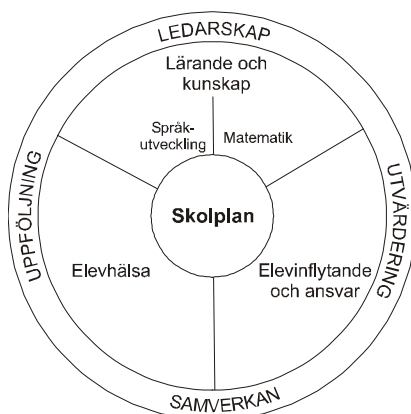 LEDARSKAP
Lärande och
kunskap
Språk-
utveckling
Matematik
UPPFÖLJNING
UTVÄRDERING
Skolplan
Elevhälsa
Elevinflytande
och ansvar
SAMVERKAN